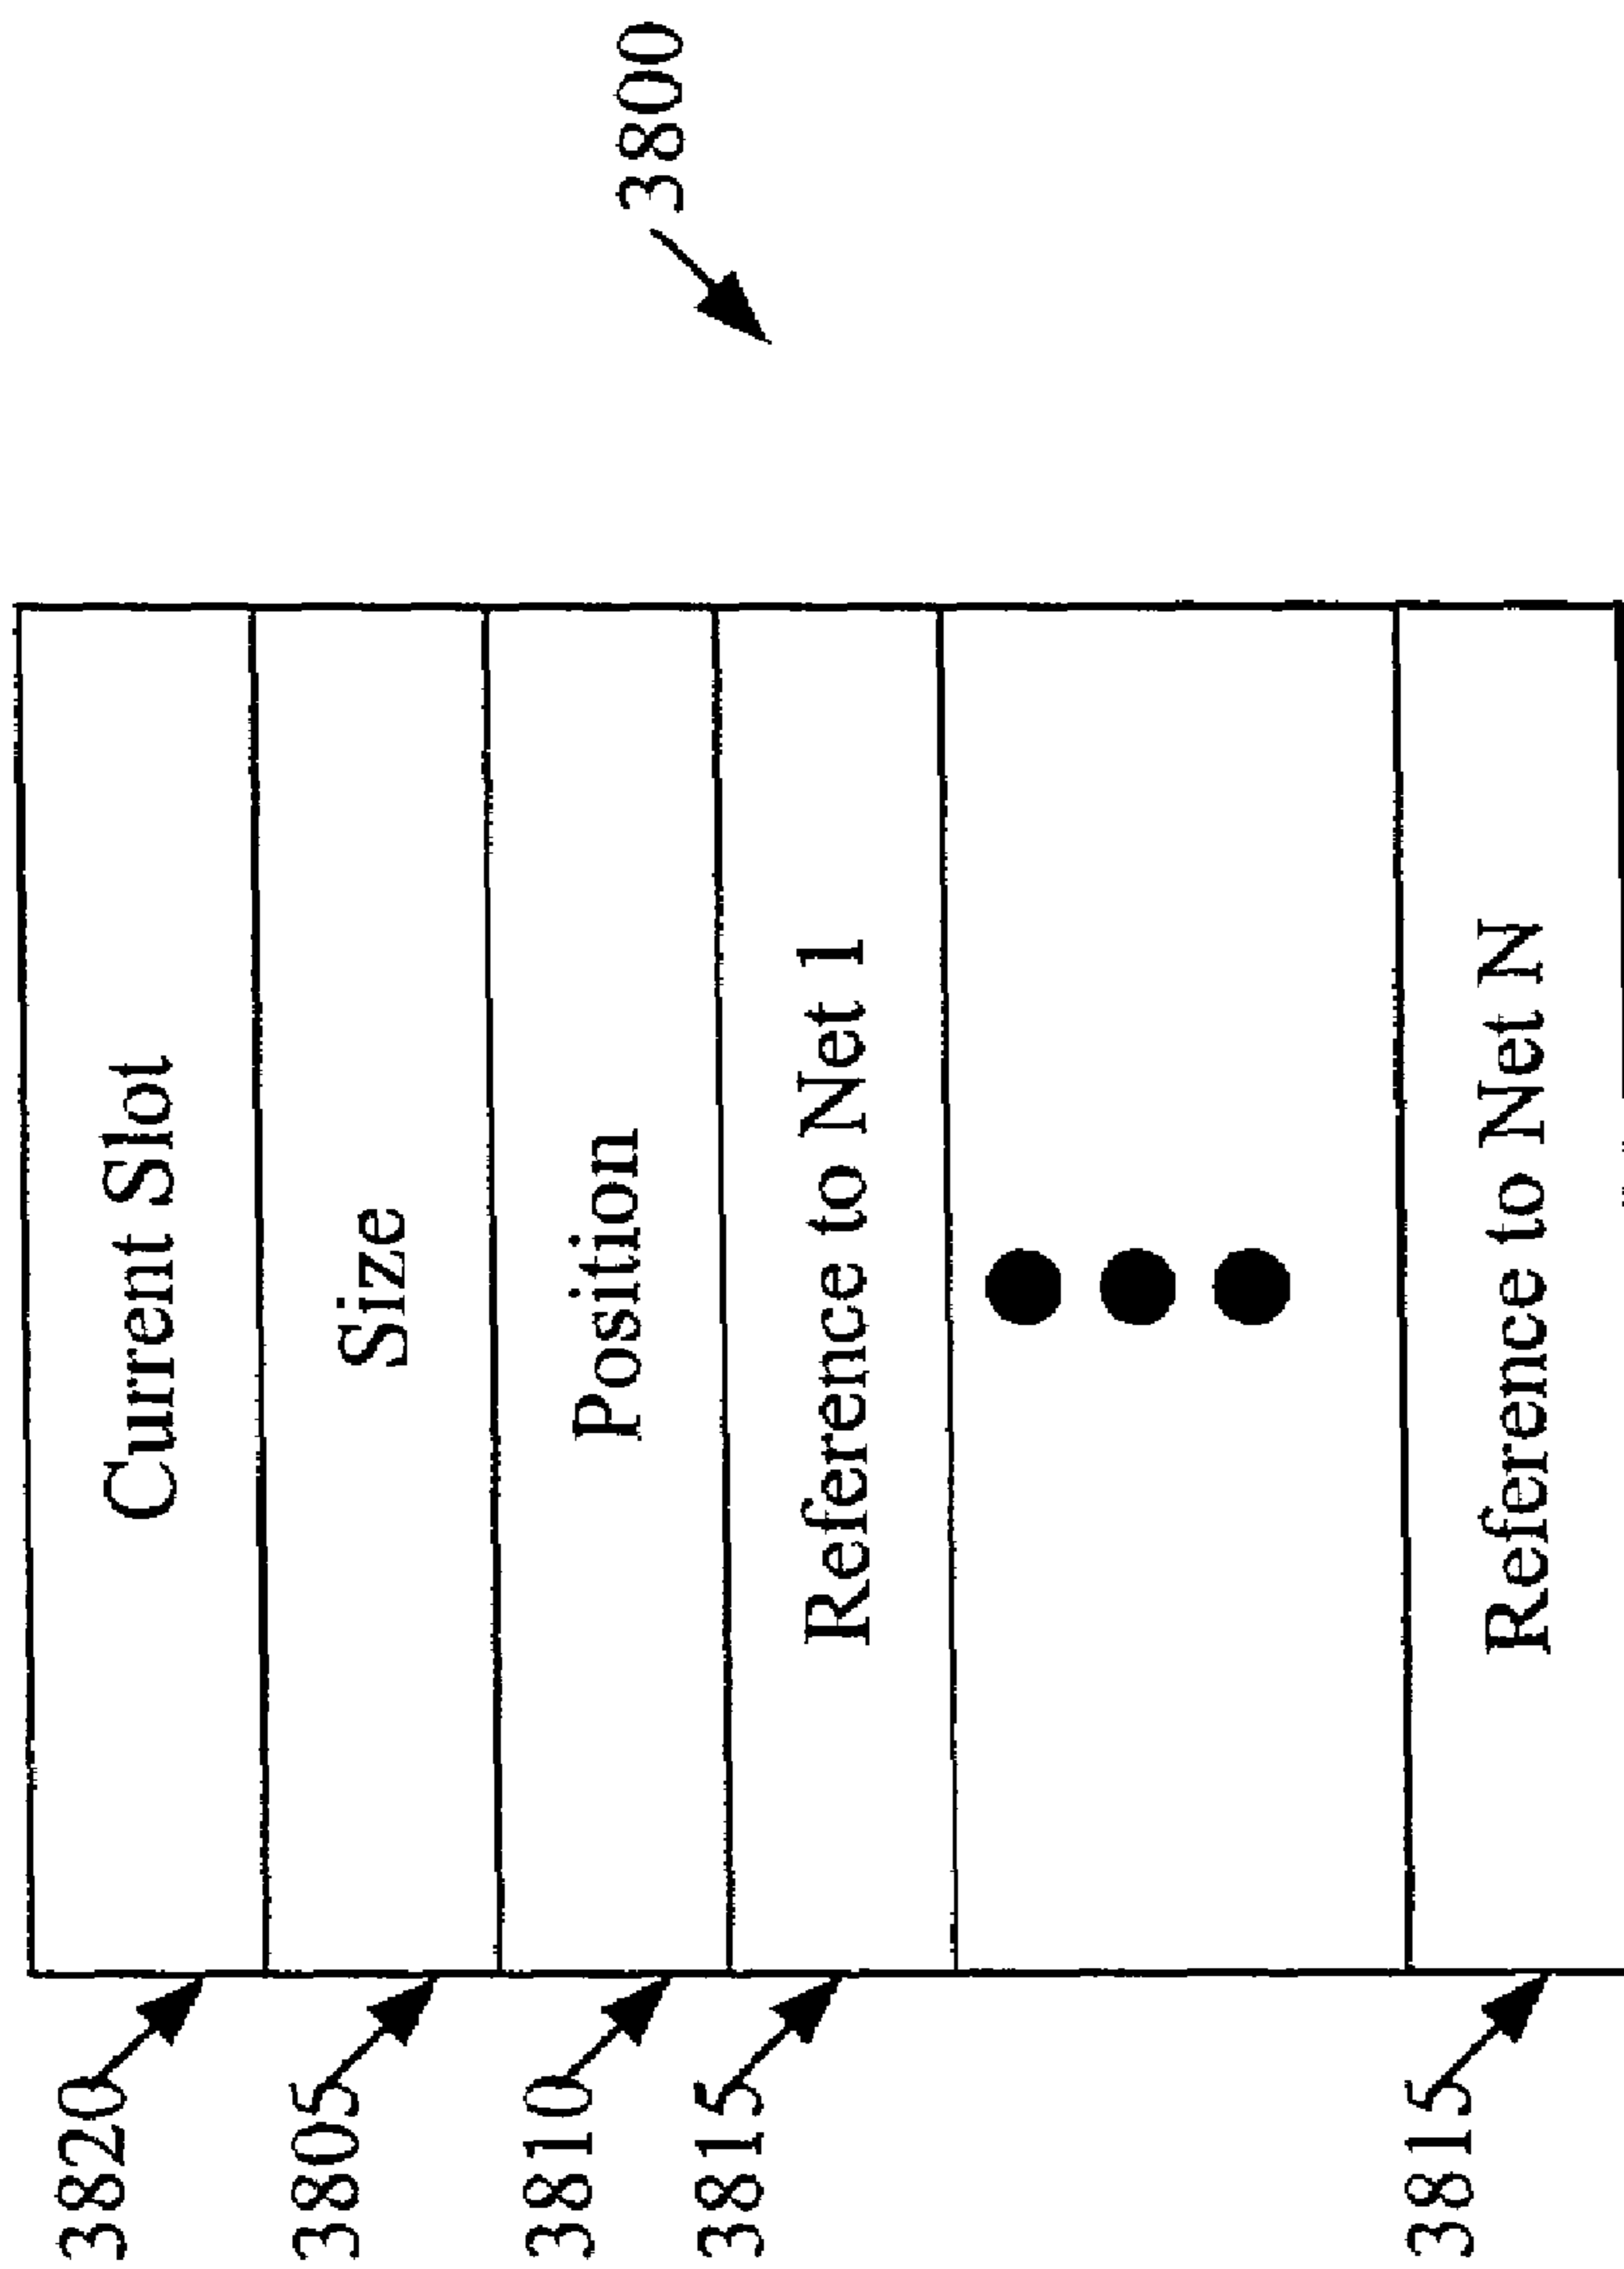 3800
3820
Current Slot
3805
Size
3810
Position
3815
Reference to Net 1
3815
Reference to Net N